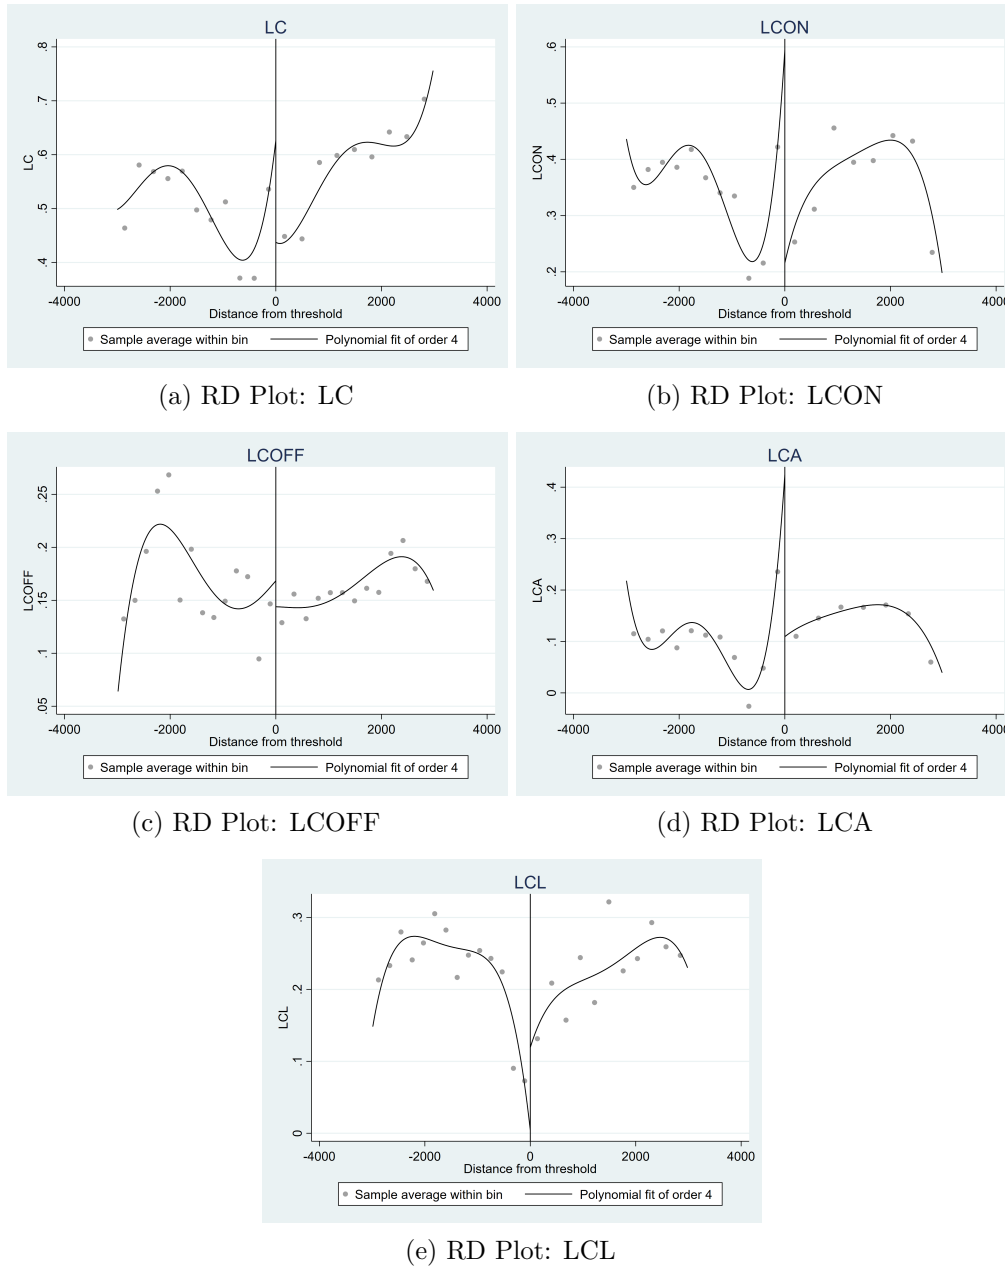 LC
LC
.4 .5 .6 .7 .8
-4000 -2000 0 2000 4000
Distance from threshold
Sample average within bin Polynomial fit of order 4
(a) RD Plot: LC
LCON
LCON
.2 .3 .4 .5 .6
-4000 -2000 0 2000 4000
Distance from threshold
Sample average within bin Polynomial fit of order 4
(b) RD Plot: LCON
LCOFF
LCOFF
.05 .1 .15 .2 .25
-4000 -2000 0 2000 4000
Distance from threshold
Sample average within bin Polynomial fit of order 4
(c) RD Plot: LCOFF
LCA
LCA
0 .1 .2 .3 .4
-4000 -2000 0 2000 4000
Distance from threshold
Sample average within bin Polynomial fit of order 4
(d) RD Plot: LCA
LCL
LCL
0 .1 .2 .3
-4000 -2000 0 2000 4000
Distance from threshold
Sample average within bin Polynomial fit of order 4
(e) RD Plot: LCL